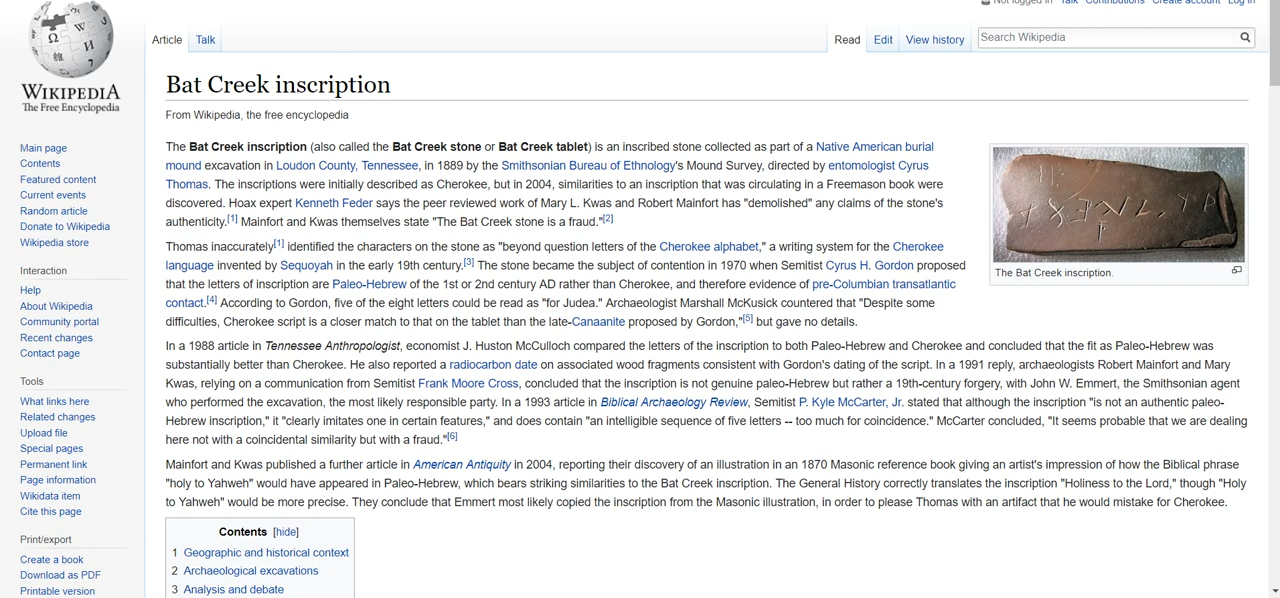 Not logged in Talk Contributions Create account Log in
WIKIPEDIA
The Free Encyclopedia
Article Talk
Read Edit View history Search Wikipedia
Bat Creek inscription
From Wikipedia, the free encyclopedia
The Bat Creek inscription (also called the Bat Creek stone or Bat Creek tablet) is an inscribed stone collected as part of a Native American burial
mound excavation in Loudon County, Tennessee, in 1889 by the Smithsonian Bureau of Ethnology's Mound Survey, directed by entomologist Cyrus
Thomas. The inscriptions were initially described as Cherokee, but in 2004, similarities to an inscription that was circulating in a Freemason book were
discovered. Hoax expert Kenneth Feder says the peer reviewed work of Mary L. Kwas and Robert Mainfort has "demolished" any claims of the stone's
authenticity.[1] Mainfort and Kwas themselves state "The Bat Creek stone is a fraud."[2]
The Bat Creek inscription.
Thomas inaccurately[1] identified the characters on the stone as "beyond question letters of the Cherokee alphabet," a writing system for the Cherokee
language invented by Sequoyah in the early 19th century.[3] The stone became the subject of contention in 1970 when Semitist Cyrus H. Gordon proposed
that the letters of inscription are Paleo-Hebrew of the 1st or 2nd century AD rather than Cherokee, and therefore evidence of pre-Columbian transatlantic
contact.[4] According to Gordon, five of the eight letters could be read as "for Judea." Archaeologist Marshall McKusick countered that "Despite some
difficulties, Cherokee script is a closer match to that on the tablet than the late-Canaanite proposed by Gordon,"[5] but gave no details.
In a 1988 article in Tennessee Anthropologist, economist J. Huston McCulloch compared the letters of the inscription to both Paleo-Hebrew and Cherokee and concluded that the fit as Paleo-Hebrew was
substantially better than Cherokee. He also reported a radiocarbon date on associated wood fragments consistent with Gordon's dating of the script. In a 1991 reply, archaeologists Robert Mainfort and Mary
Kwas, relying on a communication from Semitist Frank Moore Cross, concluded that the inscription is not genuine paleo-Hebrew but rather a 19th-century forgery, with John W. Emmert, the Smithsonian agent
who performed the excavation, the most likely responsible party. In a 1993 article in Biblical Archaeology Review, Semitist P. Kyle McCarter, Jr. stated that although the inscription "is not an authentic paleo-
Hebrew inscription," it "clearly imitates one in certain features," and does contain "an intelligible sequence of five letters -- too much for coincidence." McCarter concluded, "It seems probable that we are dealing
here not with a coincidental similarity but with a fraud."[6]
Mainfort and Kwas published a further article in American Antiquity in 2004, reporting their discovery of an illustration in an 1870 Masonic reference book giving an artist's impression of how the Biblical phrase
"holy to Yahweh" would have appeared in Paleo-Hebrew, which bears striking similarities to the Bat Creek inscription. The General History correctly translates the inscription "Holiness to the Lord," though "Holy
to Yahweh" would be more precise. They conclude that Emmert most likely copied the inscription from the Masonic illustration, in order to please Thomas with an artifact that he would mistake for Cherokee.
Contents [hide]
1 Geographic and historical context
2 Archaeological excavations
3 Analysis and debate
Main page
Contents
Featured content
Current events
Random article
Donate to Wikipedia
Wikipedia store
Interaction
Help
About Wikipedia
Community portal
Recent changes
Contact page
Tools
What links here
Related changes
Upload file
Special pages
Permanent link
Page information
Wikidata item
Cite this page
Print/export
Create a book
Download as PDF
Printable version